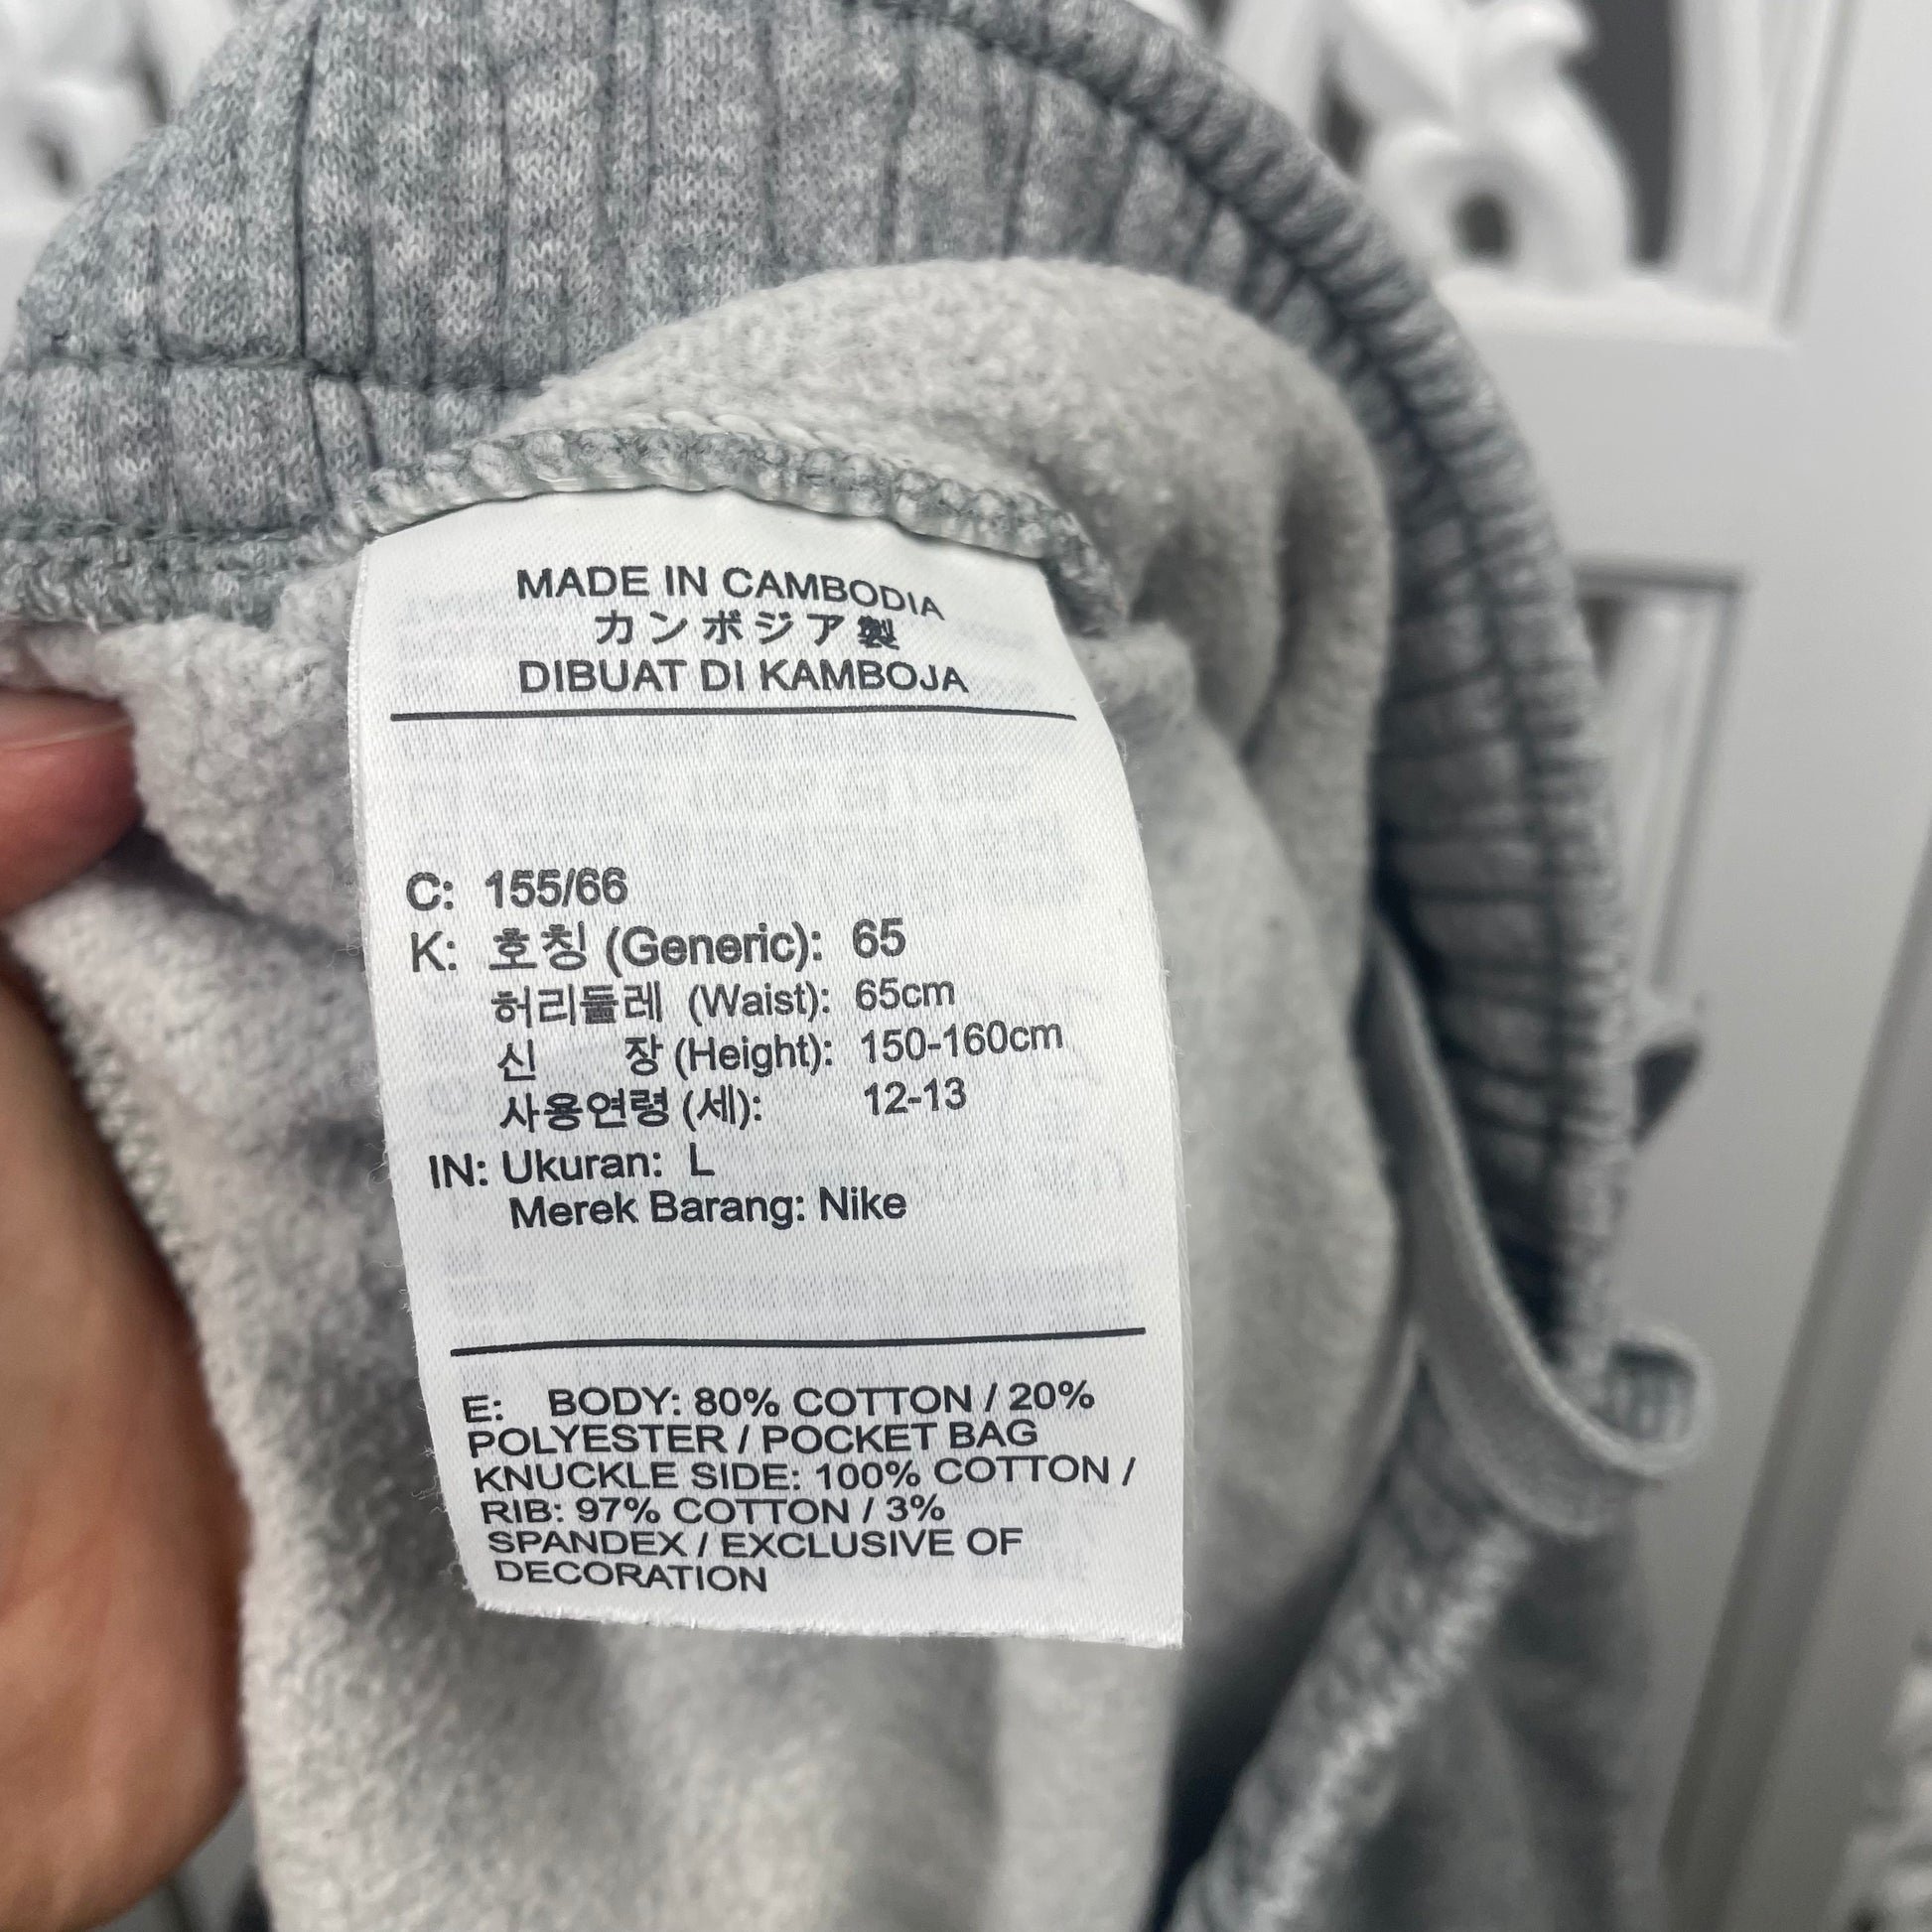 MADE IN CAMBODIA
カンボジア製
DIBUAT DI KAMBOJA
C: 155/66
K: 호칭 (Generic): 65
허리둘레 (Waist): 65cm
신 장 (Height): 150-160cm
사용연령 (세): 12-13
IN: Ukuran: L
Merek Barang: Nike
E: BODY: 80% COTTON / 20%
POLYESTER / POCKET BAG
KNUCKLE SIDE: 100% COTTON /
RIB: 97% COTTON / 3%
SPANDEX / EXCLUSIVE OF
DECORATION